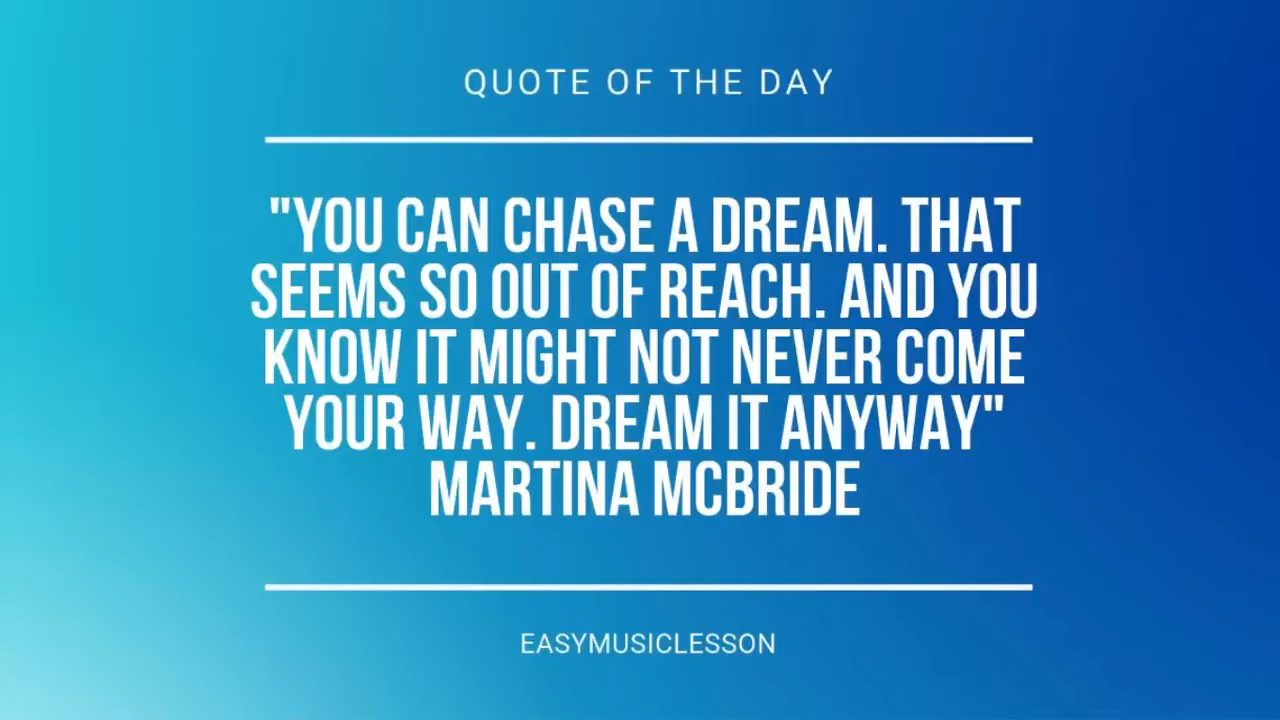 QUOTE OF THE DAY
"YOU CAN CHASE A DREAM. THAT
SEEMS SO OUT OF REACH. AND YOU
KNOW IT MIGHT NOT NEVER COME
YOUR WAY. DREAM IT ANYWAY"
MARTINA MCBRIDE
EASYMUSICLESSON